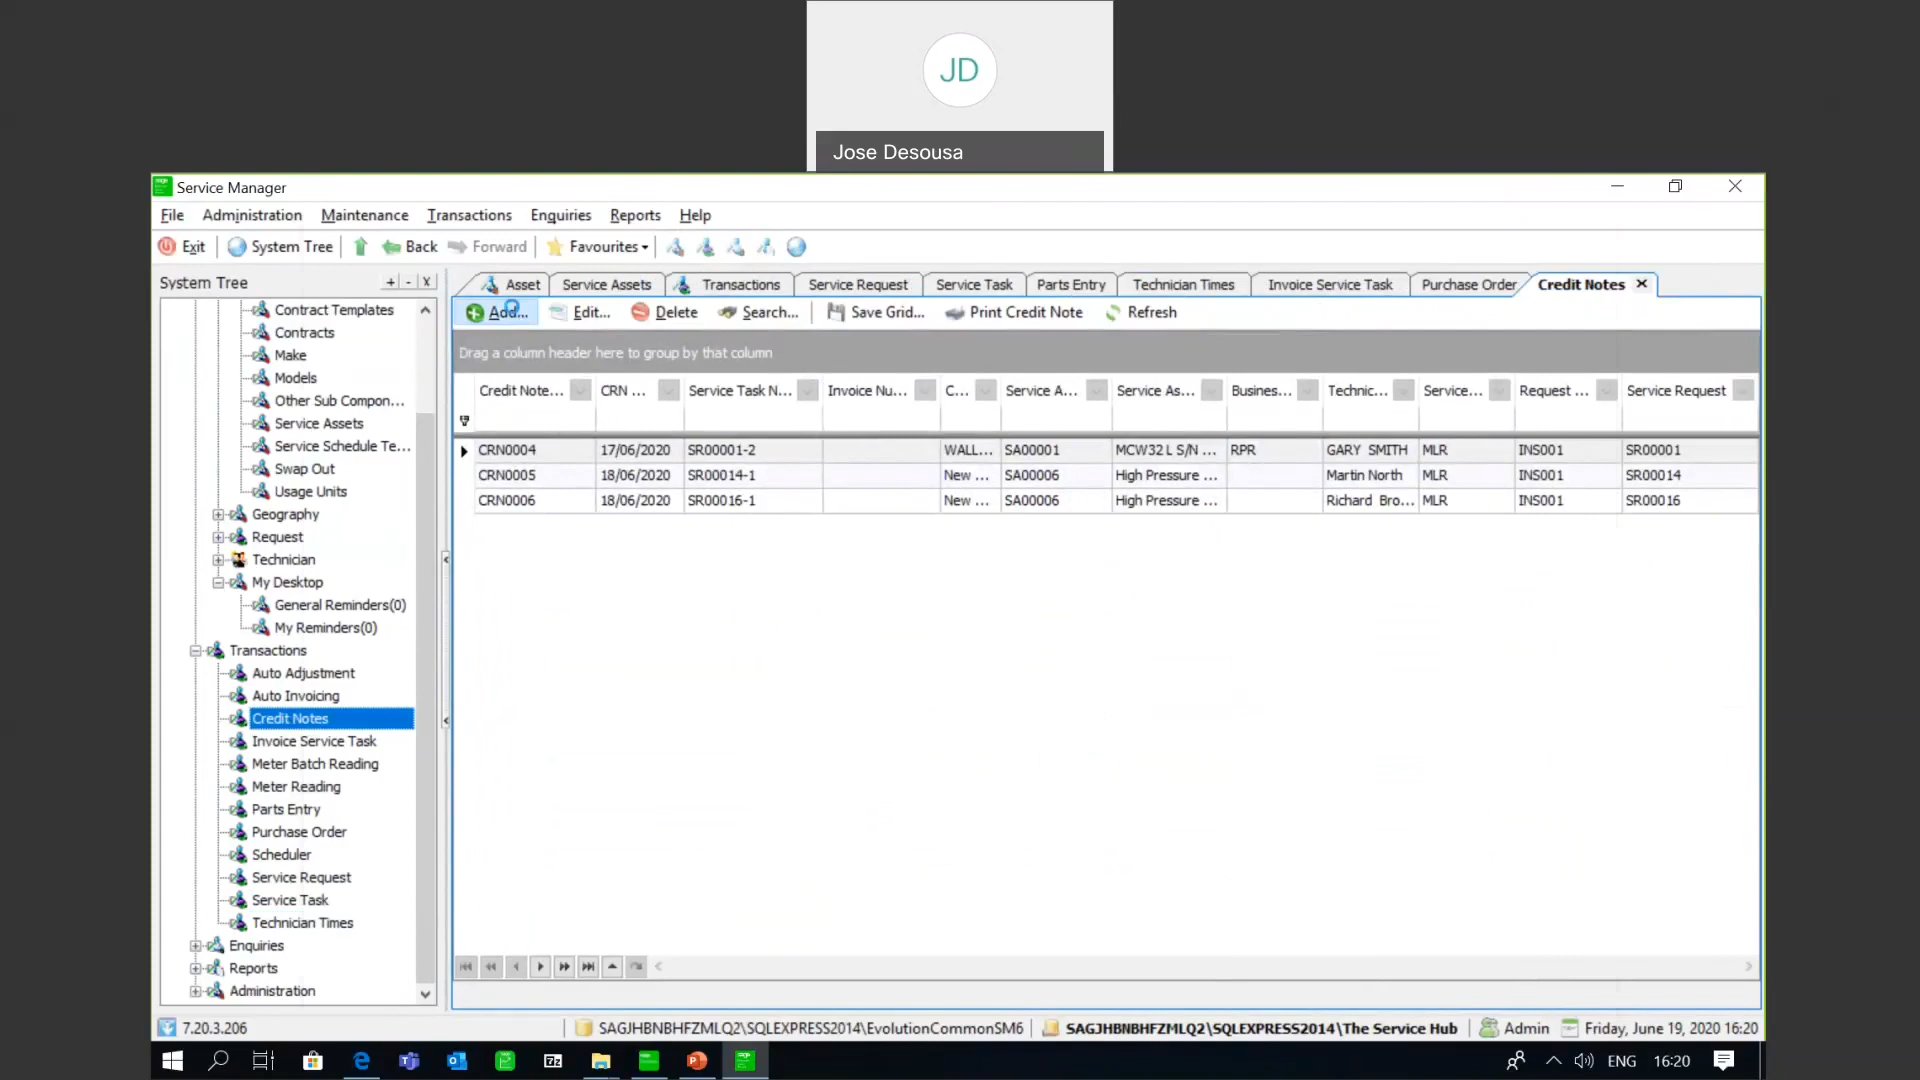 JD
Jose Desousa
Service Manager
File Administration Maintenance Transactions Enquiries Reports Help
Exit System Tree Back Forward Favourites
System Tree + - x
Asset Service Assets Transactions Service Request Service Task Parts Entry Technician Times Invoice Service Task Purchase Order Credit Notes
Add... Edit... Delete Search... Save Grid... Print Credit Note Refresh
Drag a column header here to group by that column
Credit Note... CRN ... Service Task N... Invoice Nu... C... Service A... Service As... Busines... Technic... Service... Request ... Service Request
CRN0004 17/06/2020 SR00001-2 WALL... SA00001 MCW32 L S/N ... RPR GARY SMITH MLR INS001 SR00001
CRN0005 18/06/2020 SR00014-1 New ... SA00006 High Pressure ... Martin North MLR INS001 SR00014
CRN0006 18/06/2020 SR00016-1 New ... SA00006 High Pressure ... Richard Bro... MLR INS001 SR00016
Contract Templates
Contracts
Make
Models
Other Sub Compon...
Service Assets
Service Schedule Te...
Swap Out
Usage Units
Geography
Request
Technician
My Desktop
General Reminders(0)
My Reminders(0)
Transactions
Auto Adjustment
Auto Invoicing
Credit Notes
Invoice Service Task
Meter Batch Reading
Meter Reading
Parts Entry
Purchase Order
Scheduler
Service Request
Service Task
Technician Times
Enquiries
Reports
Administration
7.20.3.206 SAGJHBNBHFZMLQ2\SQLEXPRESS2014\EvolutionCommonSM6 SAGJHBNBHFZMLQ2\SQLEXPRESS2014\The Service Hub Admin Friday, June 19, 2020 16:20
ENG 16:20